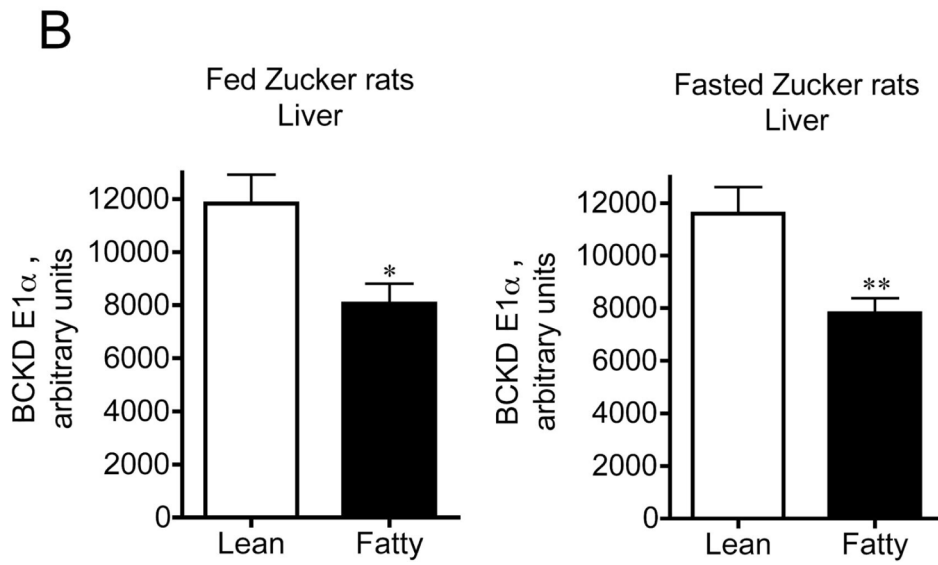 B
Fed Zucker rats
Liver
BCKD E1α ,
arbitrary units
12000
10000
8000
6000
4000
2000
0
*
Lean
Fatty
Fasted Zucker rats
Liver
BCKD E1α ,
arbitrary units
12000
10000
8000
6000
4000
2000
0
**
Lean
Fatty